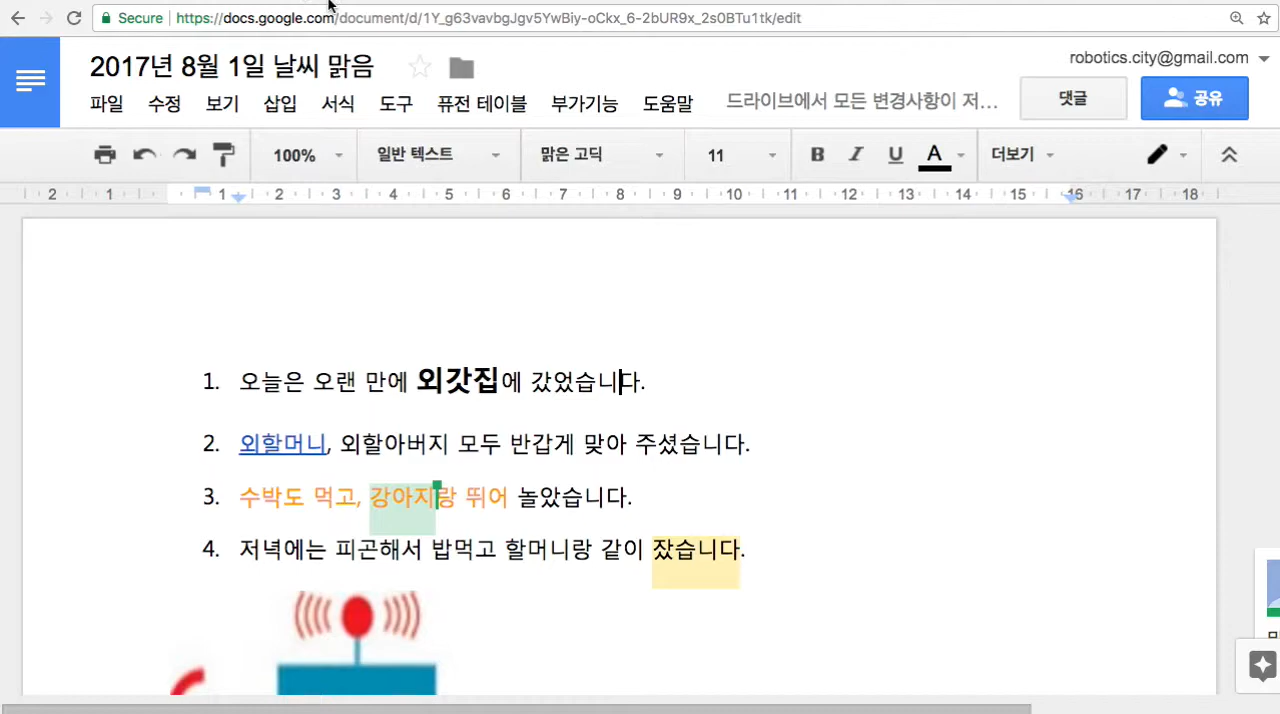 Secure https://docs.google.com/document/d/1Y_g63vavbgJgv5YwBiy-oCkx_6-2bUR9x_2s0BTu1tk/edit
2017년 8월 1일 날씨 맑음
robotics.city@gmail.com
파일 수정 보기 삽입 서식 도구 퓨전 테이블 부가기능 도움말 드라이브에서 모든 변경사항이 저... 댓글 공유
100% 일반 텍스트 맑은 고딕 11 B I U A 더보기
2 1 1 2 3 4 5 6 7 8 9 10 11 12 13 14 15 16 17 18
1. 오늘은 오랜 만에 외갓집에 갔었습니다.
2. 외할머니, 외할아버지 모두 반갑게 맞아 주셨습니다.
3. 수박도 먹고, 강아지랑 뛰어 놀았습니다.
4. 저녁에는 피곤해서 밥먹고 할머니랑 같이 잤습니다.